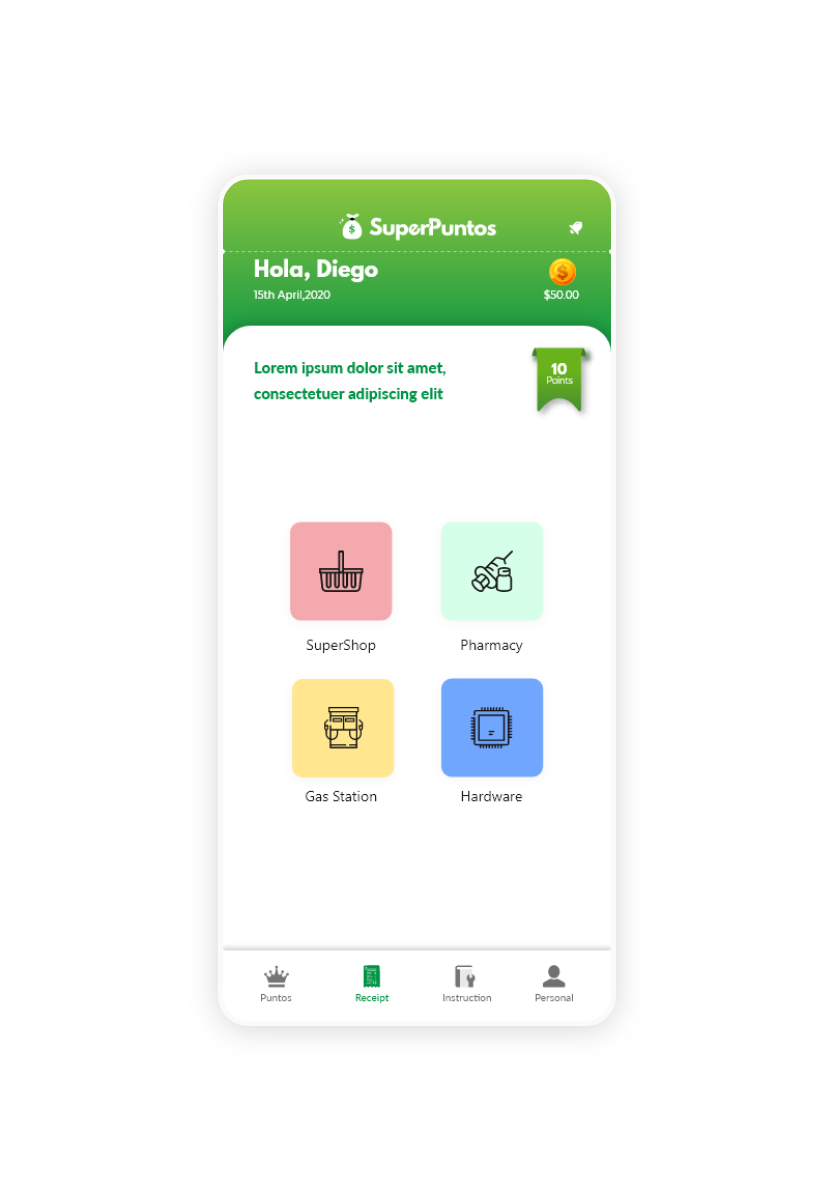 SuperPuntos
Hola, Diego
15th April,2020
$50.00
Lorem ipsum dolor sit amet,
consectetuer adipiscing elit
10
Points
SuperShop
Pharmacy
Gas Station
Hardware
Puntos
Receipt
Instruction
Personal